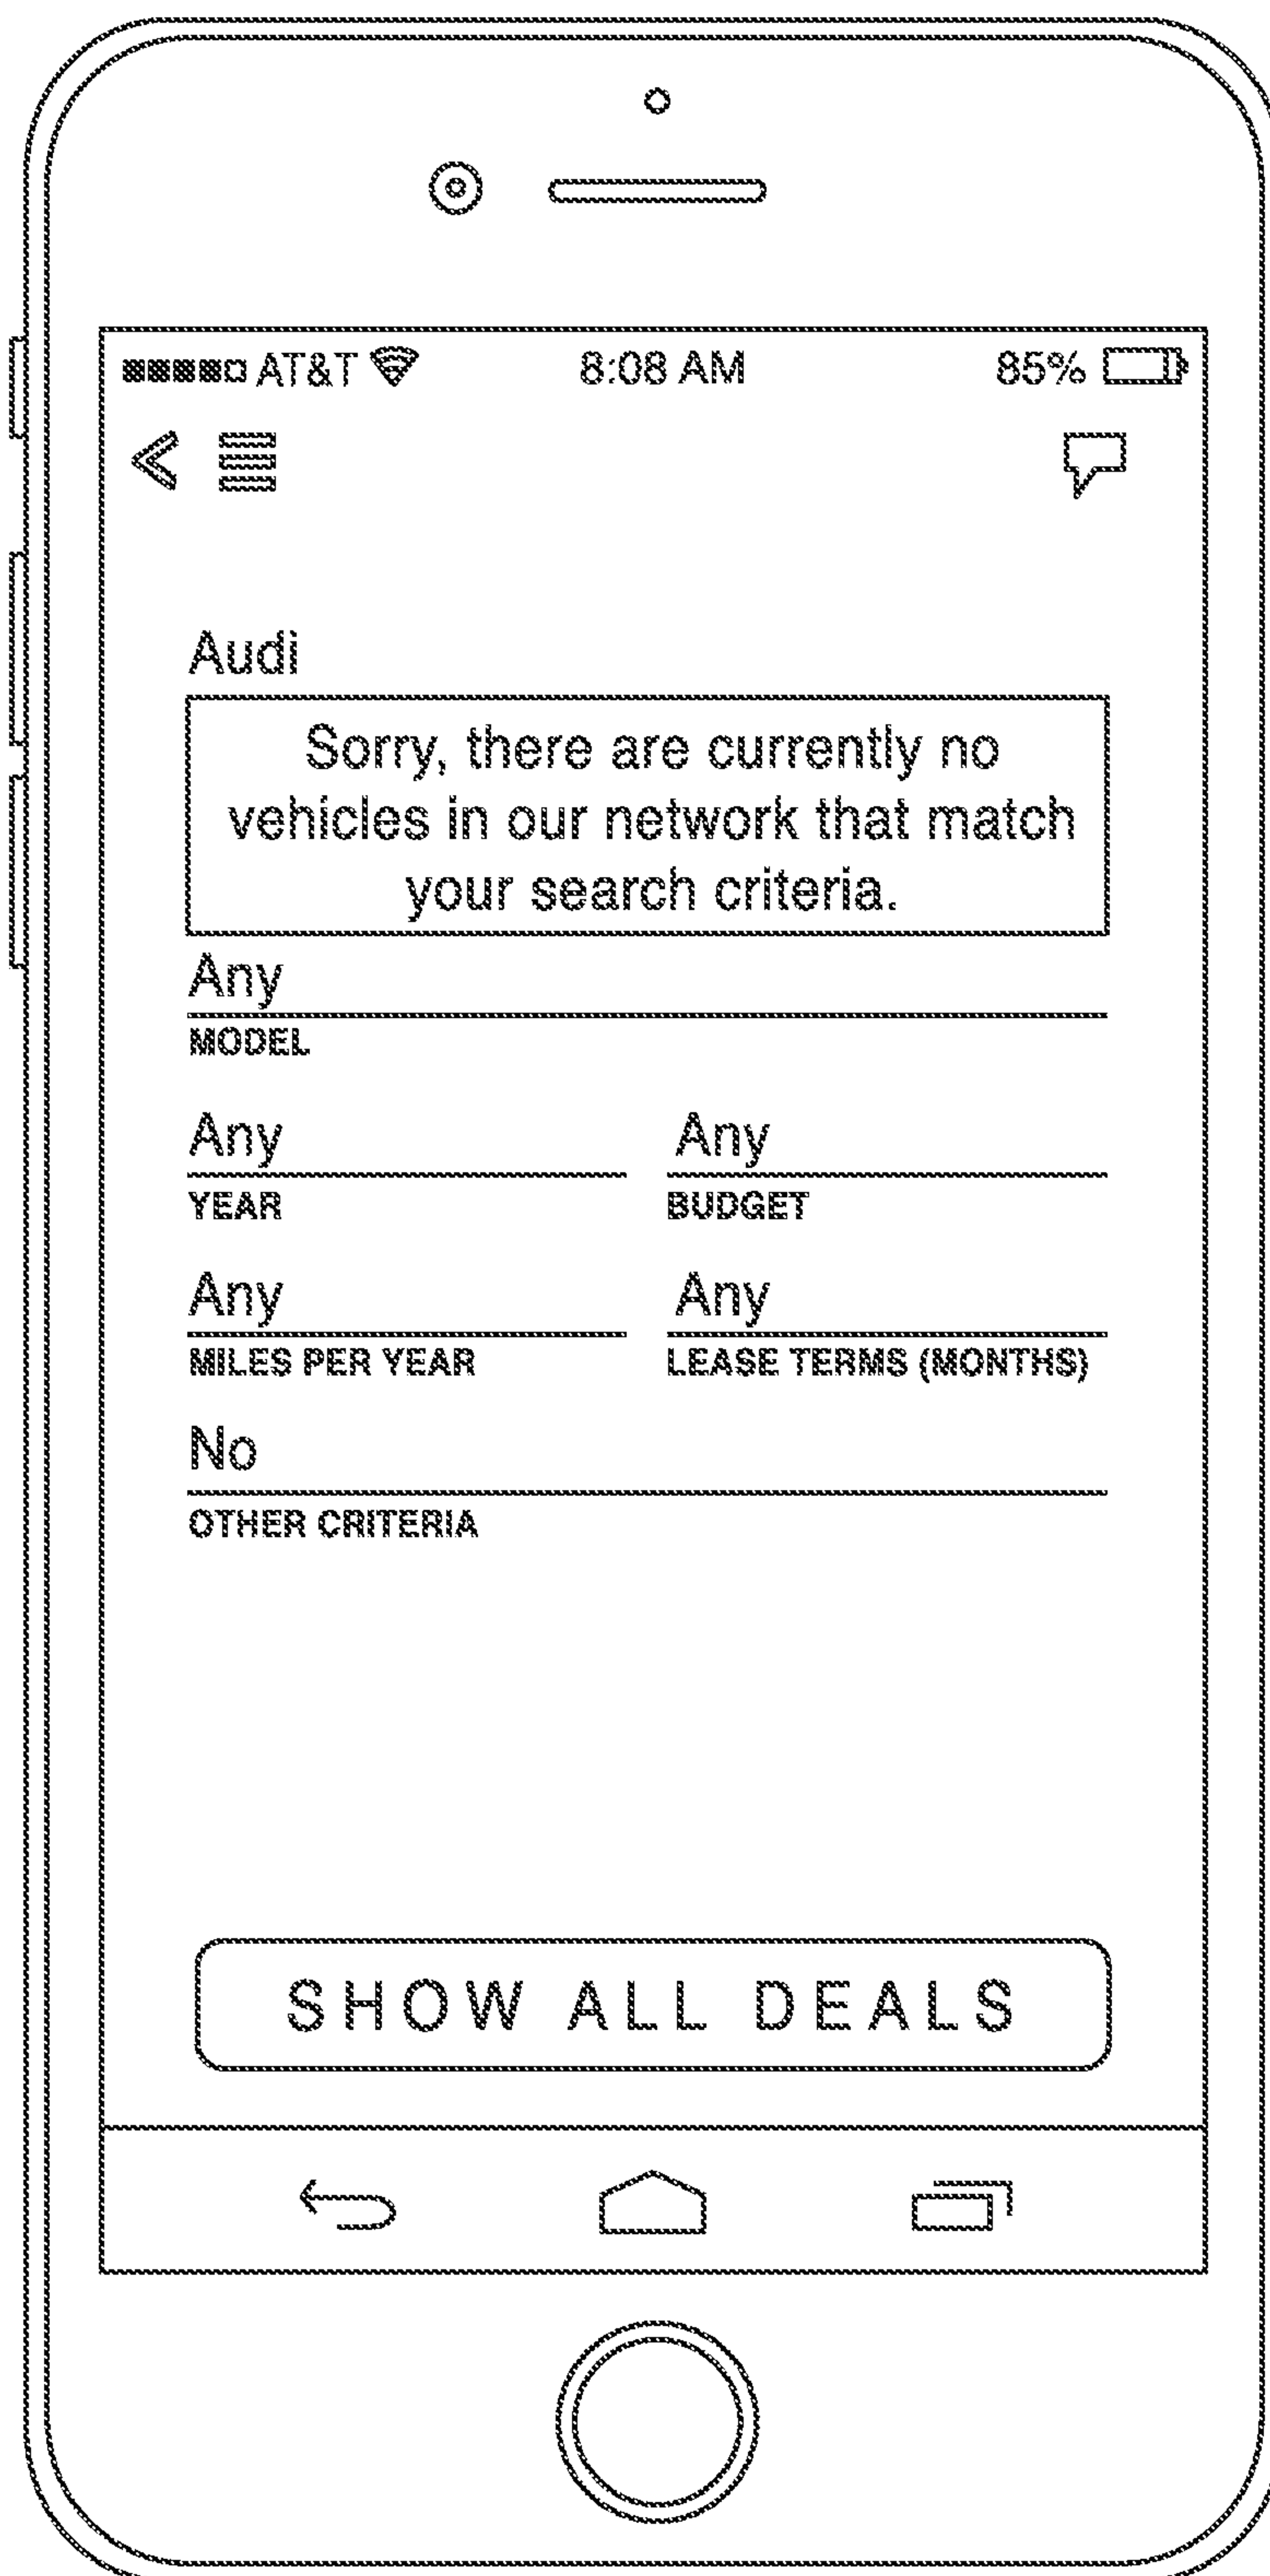 AT&T 8:08 AM 85%
Audi
Sorry, there are currently no
vehicles in our network that match
your search criteria.
Any
MODEL
Any Any
YEAR BUDGET
Any Any
MILES PER YEAR LEASE TERMS (MONTHS)
No
OTHER CRITERIA
SHOW ALL DEALS